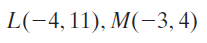 L(−4, 11), M(−3, 4)